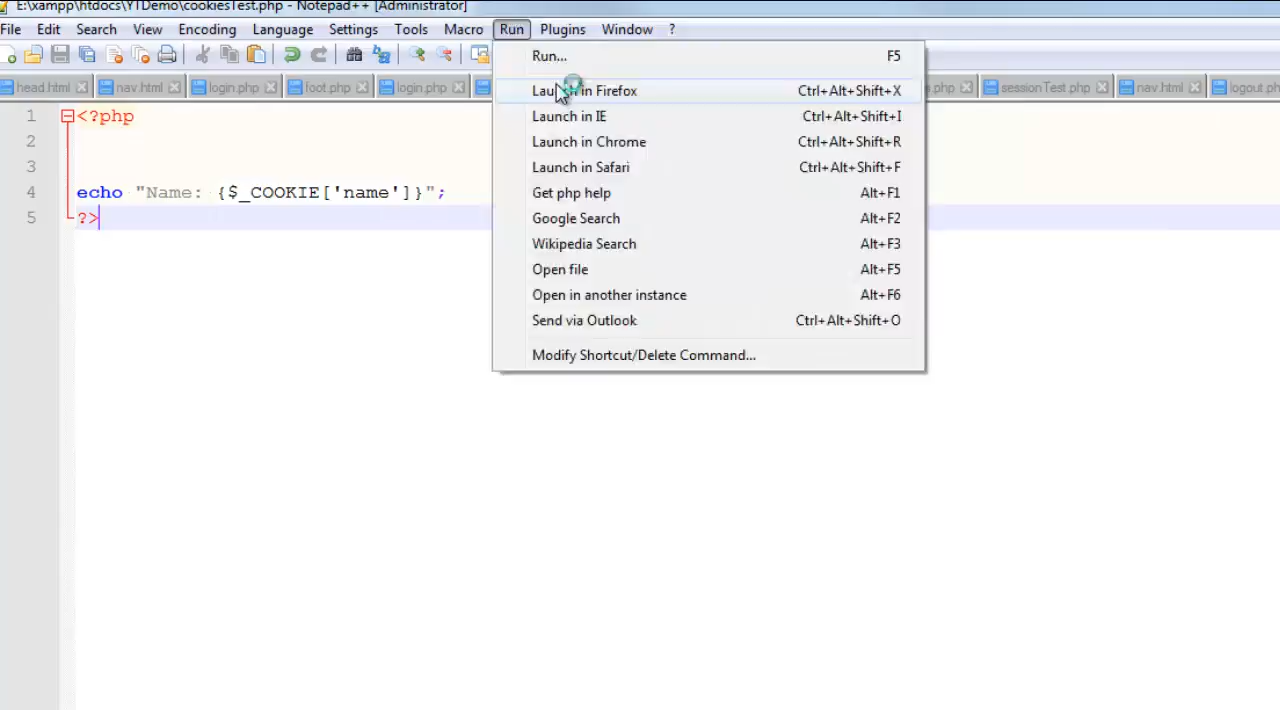 E:\xampp\htdocs\YTDemo\cookiesTest.php - Notepad++ [Administrator]
File Edit Search View Encoding Language Settings Tools Macro Run Plugins Window ?
head.html nav.html login.php foot.php login.php .php sessionTest.php nav.html logout.ph
Run... F5
Launch in Firefox Ctrl+Alt+Shift+X
Launch in IE Ctrl+Alt+Shift+I
Launch in Chrome Ctrl+Alt+Shift+R
Launch in Safari Ctrl+Alt+Shift+F
Get php help Alt+F1
Google Search Alt+F2
Wikipedia Search Alt+F3
Open file Alt+F5
Open in another instance Alt+F6
Send via Outlook Ctrl+Alt+Shift+O
Modify Shortcut/Delete Command...
1 <?php
2
3
4 echo "Name: {$_COOKIE['name']}";
5 ?>